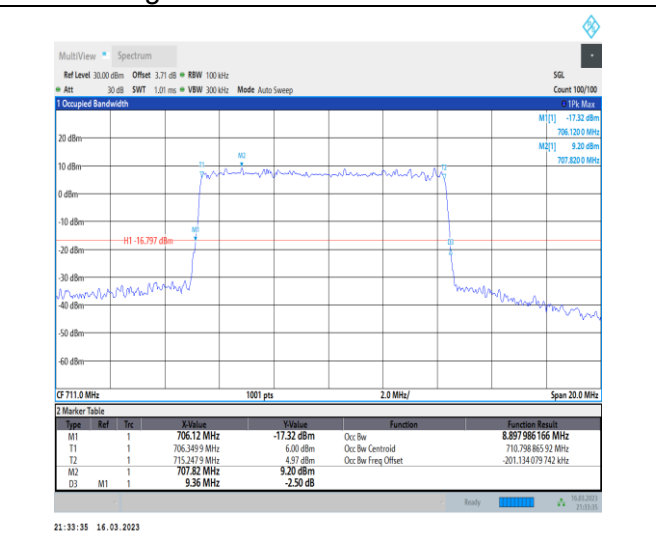 MultiView Spectrum
Ref Level 30.00 dBm Offset 3.71 dB RBW 100 kHz SGL
Att 30 dB SWT 1.01 ms VBW 300 kHz Mode Auto Sweep Count 100/100
1 Occupied Bandwidth 1Pk Max
M1[1] -17.32 dBm
706.120 0 MHz
M2[1] 9.20 dBm
707.820 0 MHz
20 dBm
10 dBm
0 dBm
-10 dBm
-20 dBm
-30 dBm
-40 dBm
-50 dBm
-60 dBm
T1
M2
T2
M1
H1 -16.797 dBm
D3
CF 711.0 MHz 1001 pts 2.0 MHz/ Span 20.0 MHz
2 Marker Table
Type Ref Trc X-Value Y-Value Function Function Result
M1 1 706.12 MHz -17.32 dBm Occ Bw 8.897 986 166 MHz
T1 1 706.349 9 MHz 6.00 dBm Occ Bw Centroid 710.798 865 92 MHz
T2 1 715.247 9 MHz 4.97 dBm Occ Bw Freq Offset -201.134 079 742 kHz
M2 1 707.82 MHz 9.20 dBm
D3 M1 1 9.36 MHz -2.50 dB
Ready 16.03.2023
21:33:35
21:33:35 16.03.2023